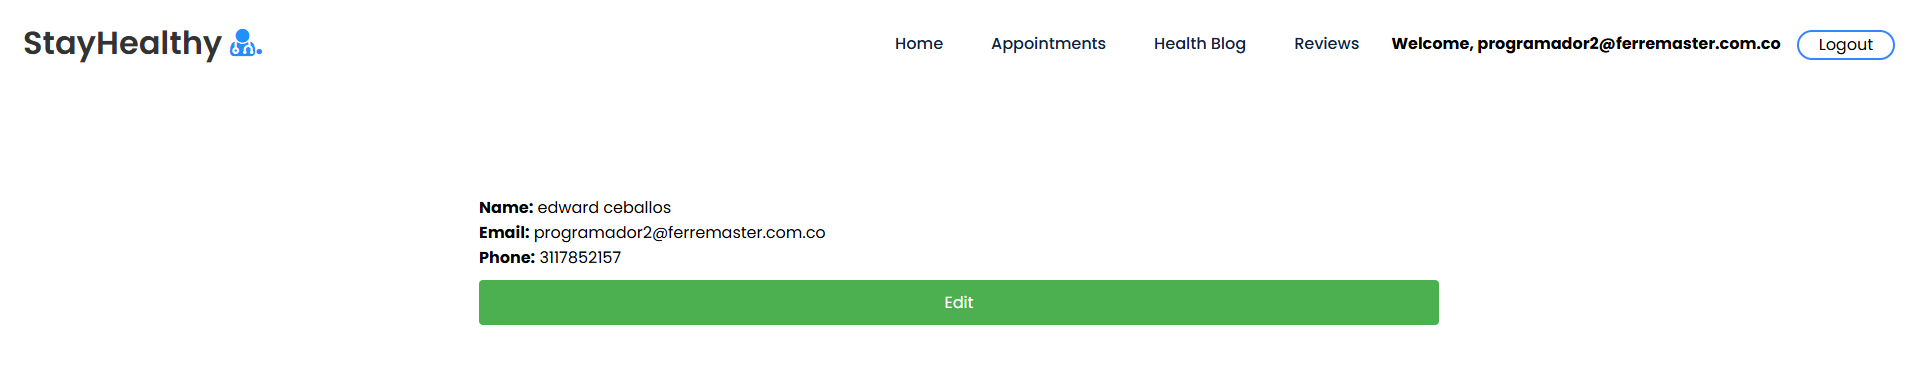 StayHealthy
Home Appointments Health Blog Reviews Welcome, programador2@ferremaster.com.co Logout
Name: edward ceballos
Email: programador2@ferremaster.com.co
Phone: 3117852157
Edit